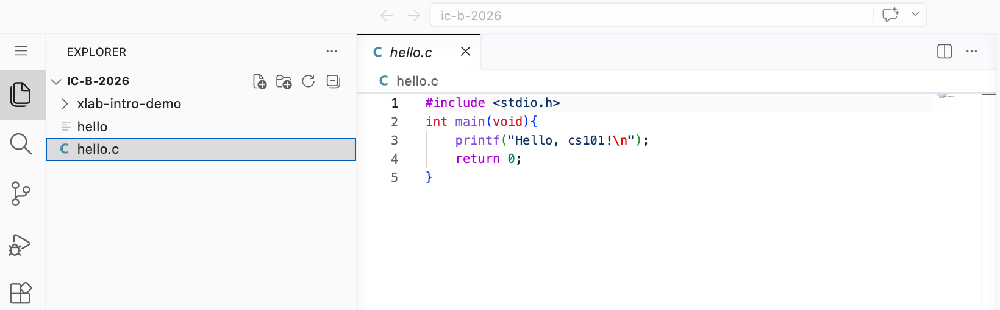 ic-b-2026
EXPLORER
IC-B-2026
xlab-intro-demo
hello
C hello.c
C hello.c
C hello.c
1 #include <stdio.h>
2 int main(void){
3     printf("Hello, cs101!\n");
4     return 0;
5 }